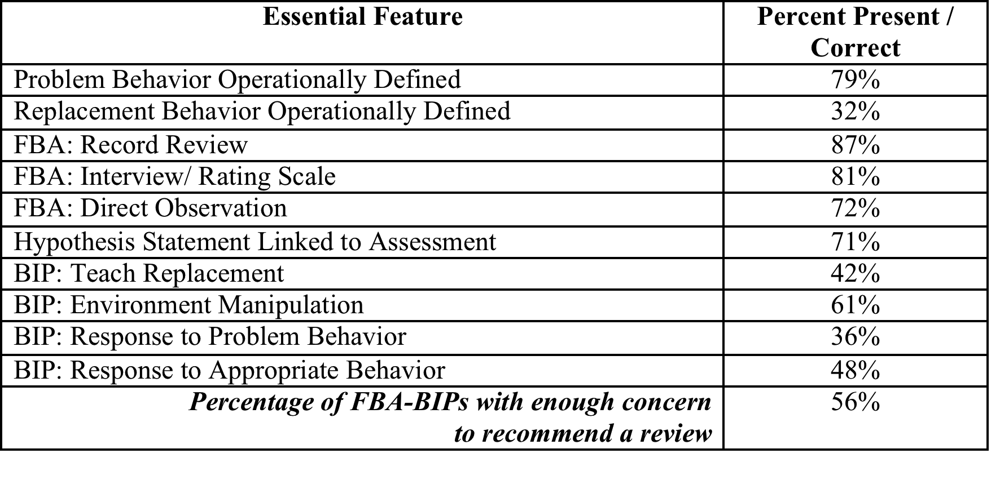 Essential Feature
Percent Present /
Correct
Problem Behavior Operationally Defined
79%
Replacement Behavior Operationally Defined
32%
FBA: Record Review
87%
FBA: Interview/ Rating Scale
81%
FBA: Direct Observation
72%
Hypothesis Statement Linked to Assessment
71%
BIP: Teach Replacement
42%
BIP: Environment Manipulation
61%
BIP: Response to Problem Behavior
36%
BIP: Response to Appropriate Behavior
48%
Percentage of FBA-BIPs with enough concern
to recommend a review
56%